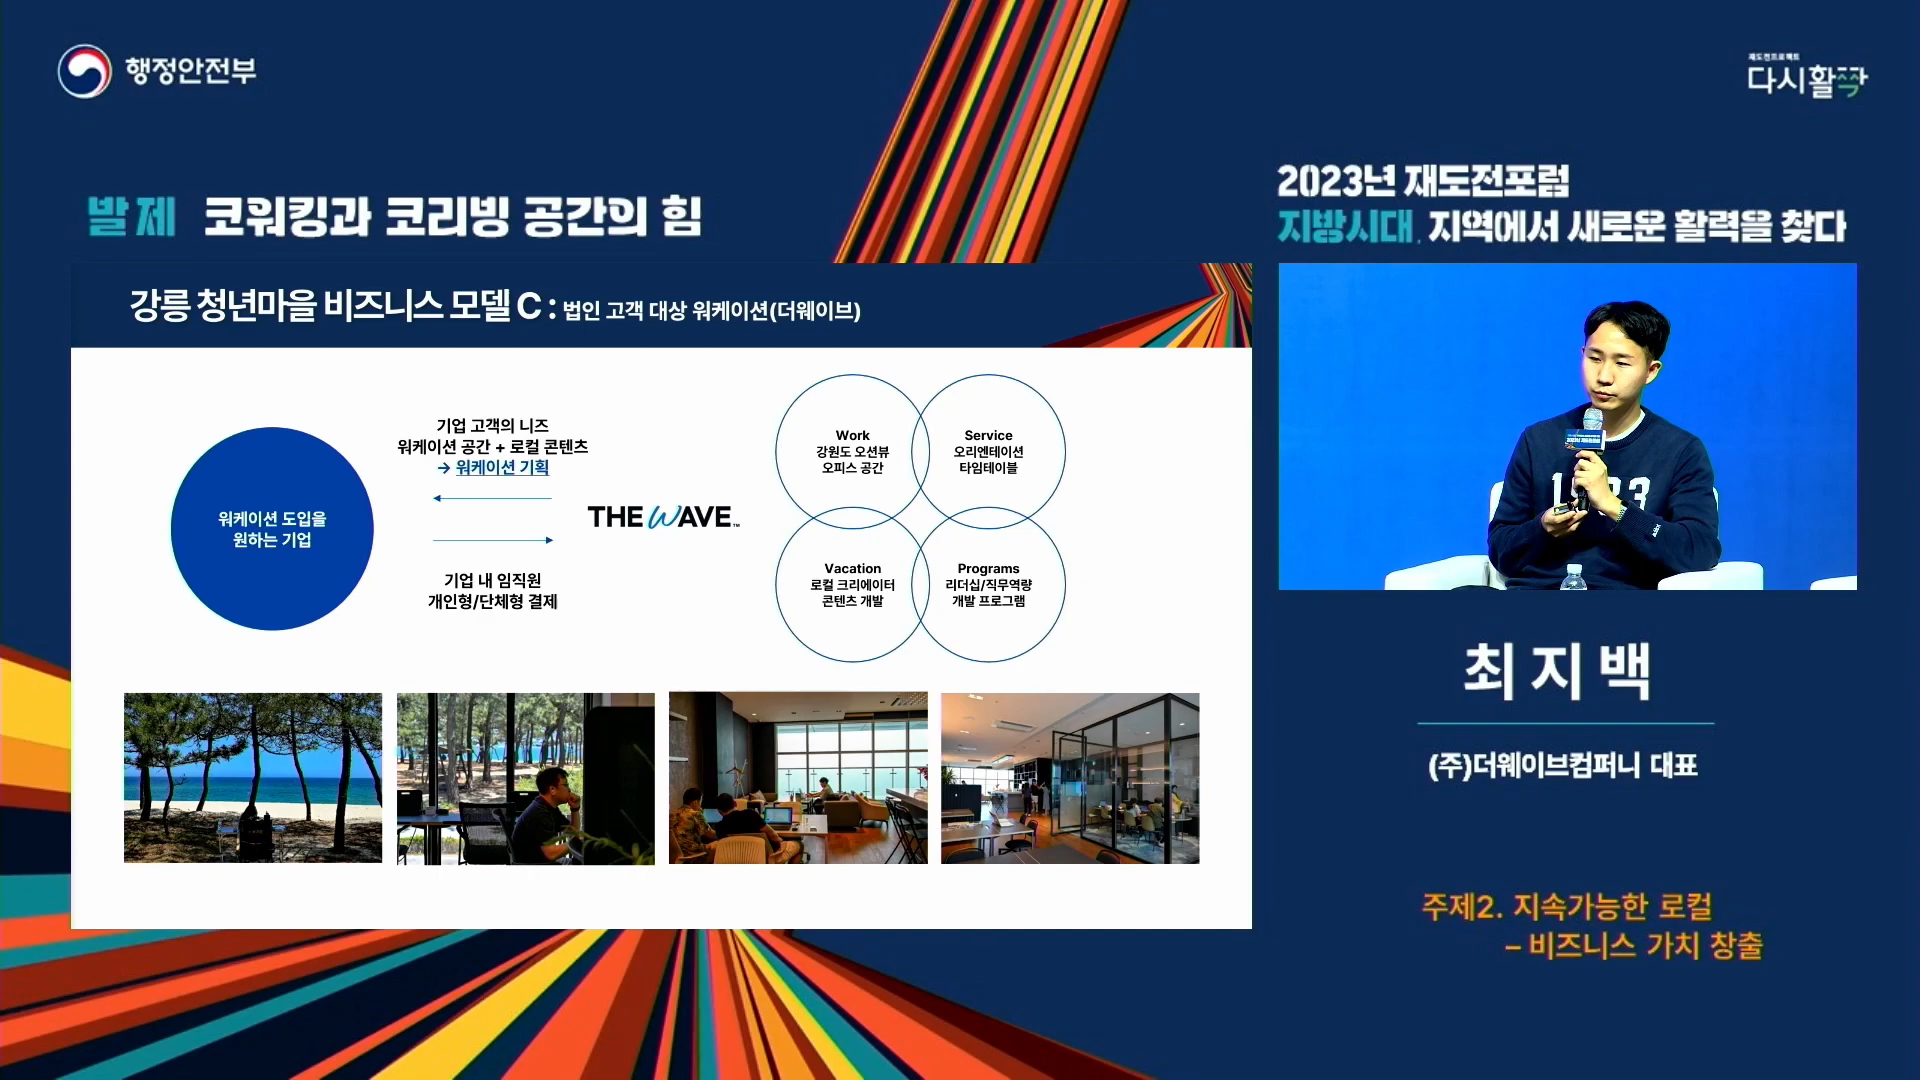 행정안전부
재도전프로젝트
다시활짝
발제 코워킹과 코리빙 공간의 힘
2023년 재도전포럼
지방시대, 지역에서 새로운 활력을 찾다
강릉 청년마을 비즈니스 모델 C : 법인 고객 대상 워케이션(더웨이브)
워케이션 도입을
원하는 기업
기업 고객의 니즈
워케이션 공간 + 로컬 콘텐츠
→ 워케이션 기획
기업 내 임직원
개인형/단체형 결제
THE WAVE™
Work
강원도 오션뷰
오피스 공간
Service
오리엔테이션
타임테이블
Vacation
로컬 크리에이터
콘텐츠 개발
Programs
리더십/직무역량
개발 프로그램
최지백
(주)더웨이브컴퍼니 대표
주제2. 지속가능한 로컬
– 비즈니스 가치 창출